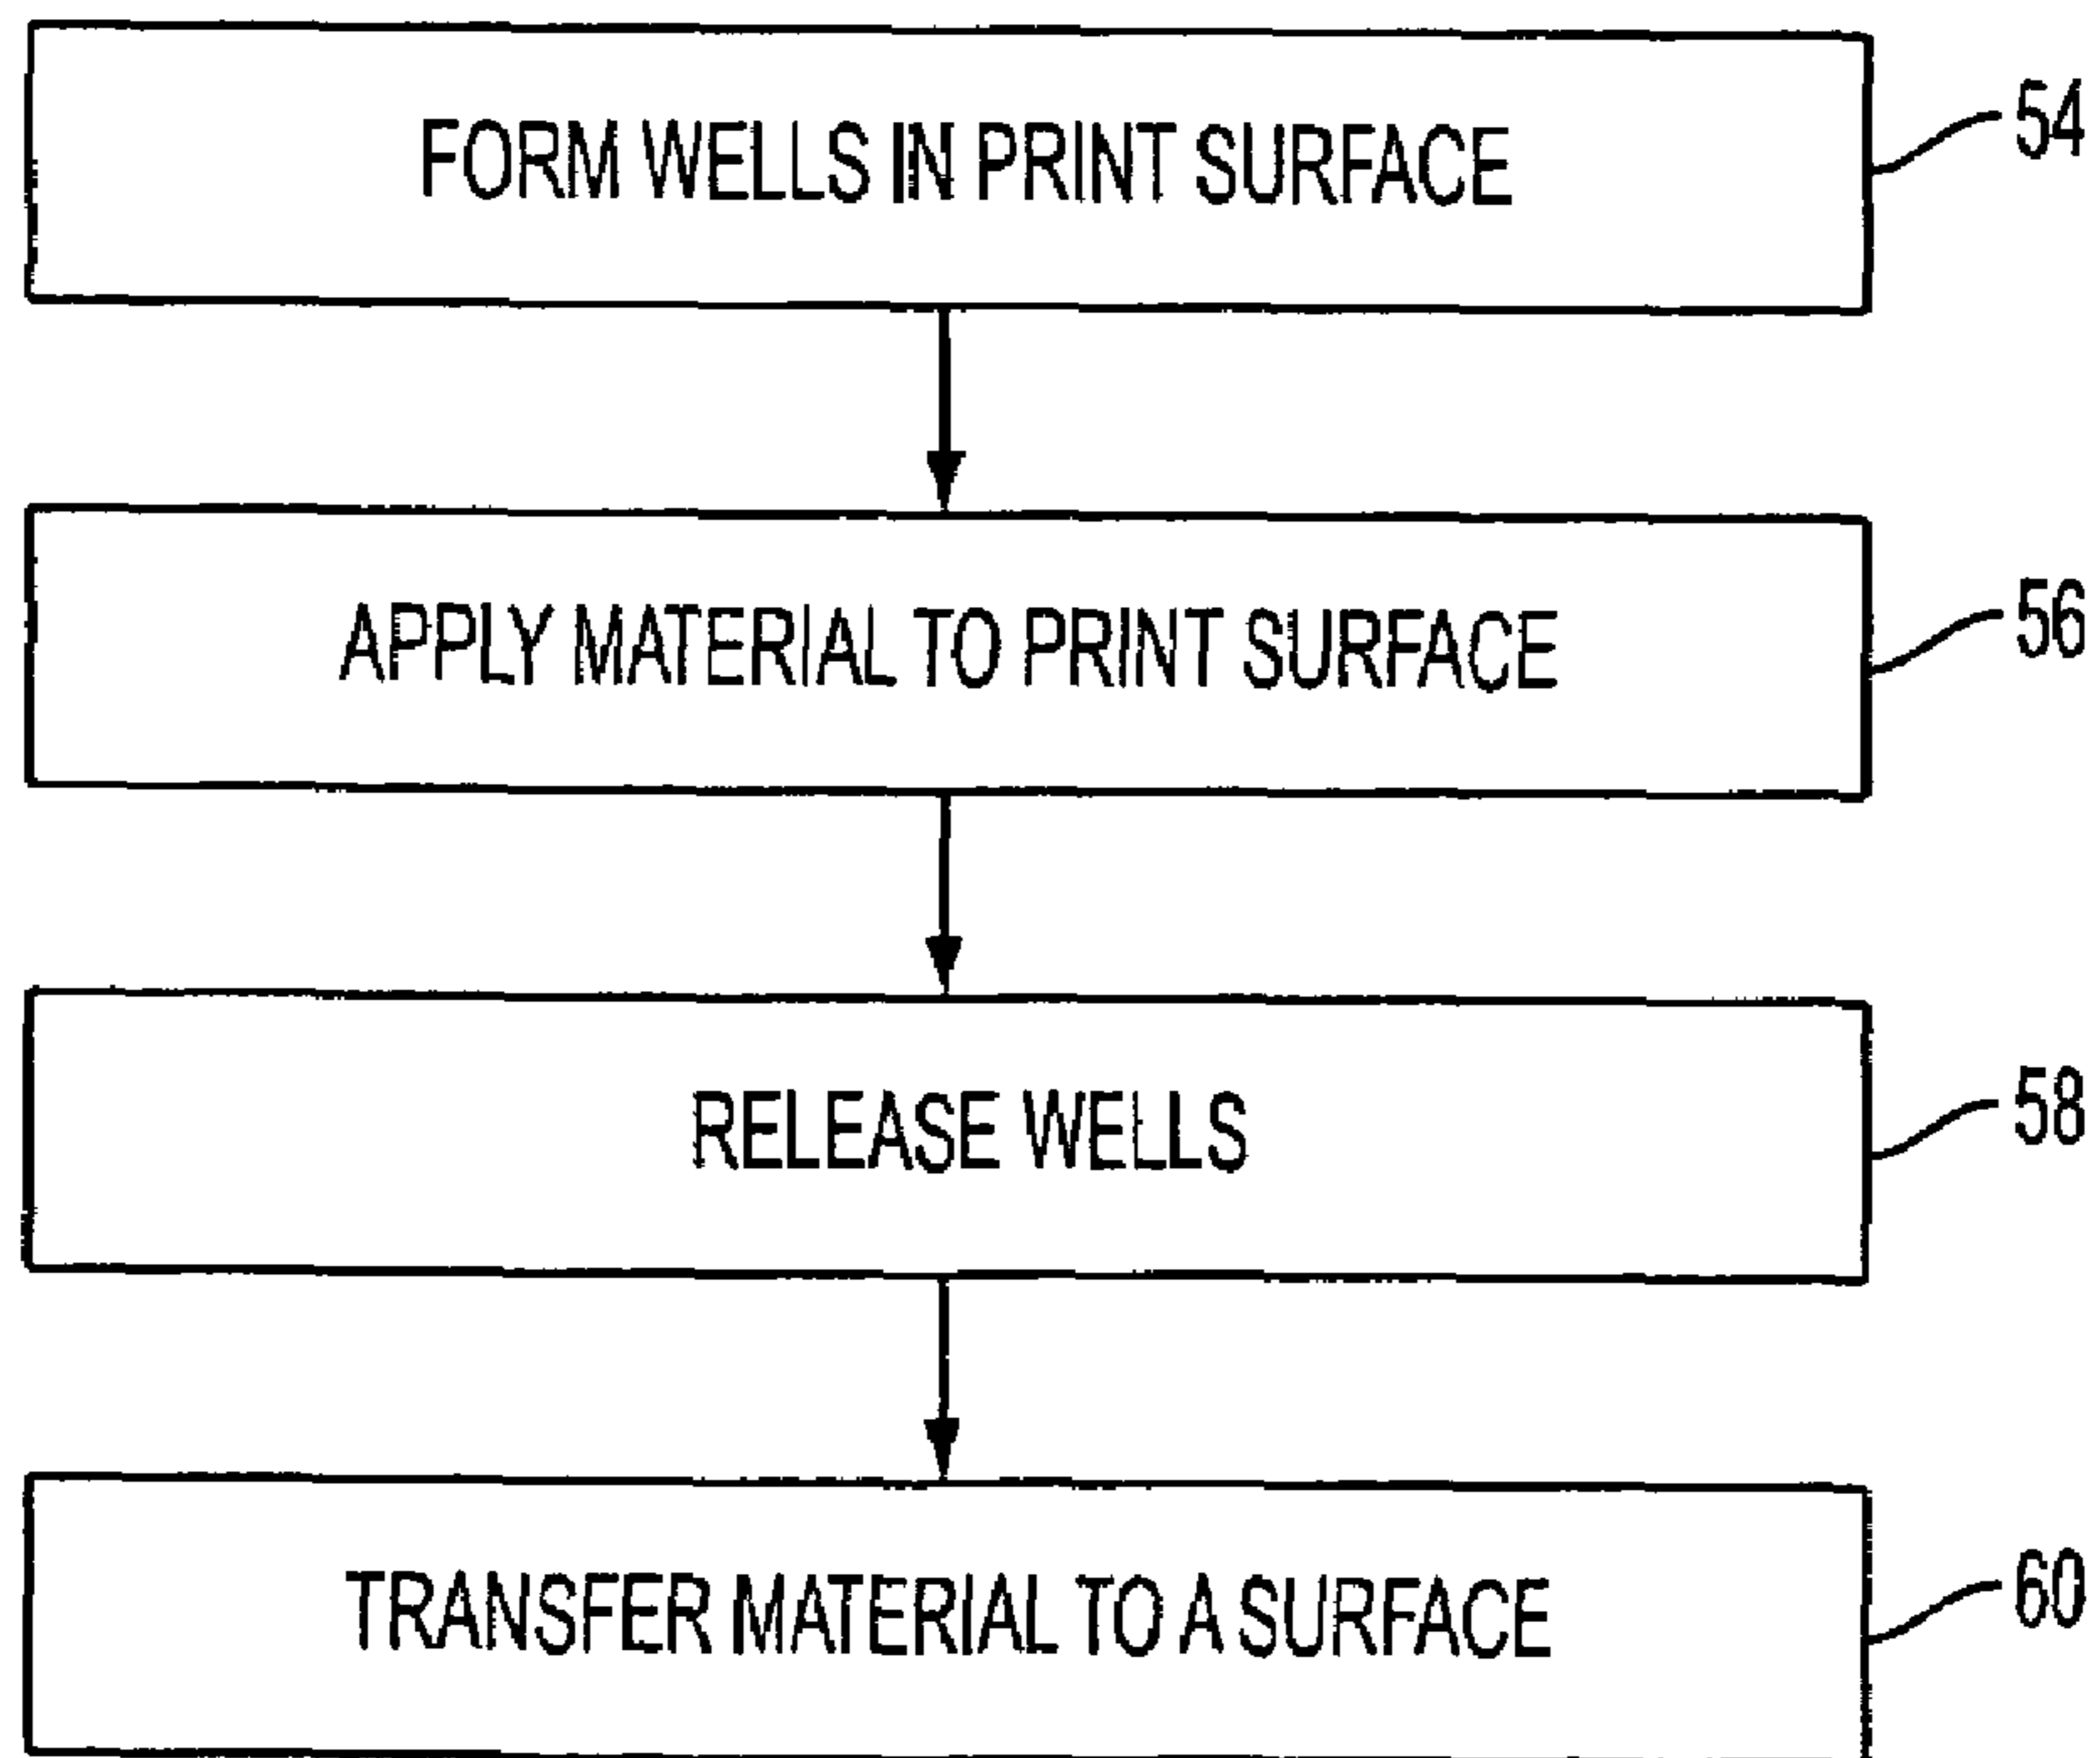 FORM WELLS IN PRINT SURFACE
54
APPLY MATERIAL TO PRINT SURFACE
56
RELEASE WELLS
58
TRANSFER MATERIAL TO A SURFACE
60